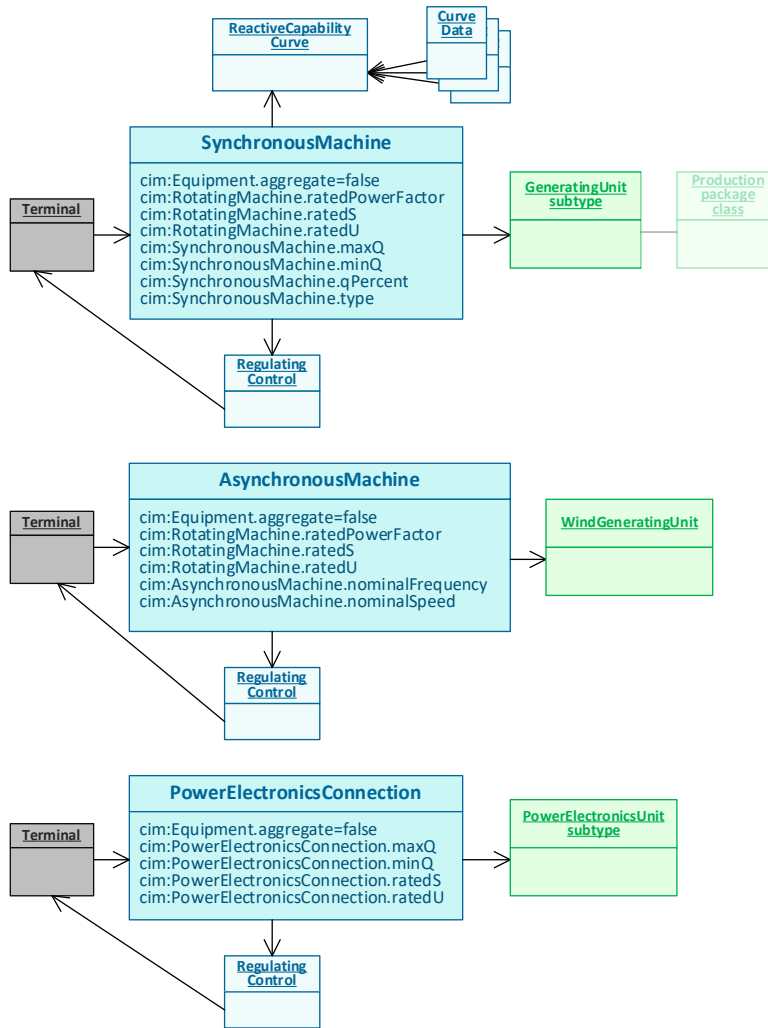 ReactiveCapability
Curve
Curve
Data
SynchronousMachine
cim:Equipment.aggregate=false
cim:RotatingMachine.ratedPowerFactor
cim:RotatingMachine.ratedS
cim:RotatingMachine.ratedU
cim:SynchronousMachine.maxQ
cim:SynchronousMachine.minQ
cim:SynchronousMachine.qPercent
cim:SynchronousMachine.type
Terminal
GeneratingUnit
subtype
Production
package
class
Regulating
Control
AsynchronousMachine
cim:Equipment.aggregate=false
cim:RotatingMachine.ratedPowerFactor
cim:RotatingMachine.ratedS
cim:RotatingMachine.ratedU
cim:AsynchronousMachine.nominalFrequency
cim:AsynchronousMachine.nominalSpeed
Terminal
WindGeneratingUnit
Regulating
Control
PowerElectronicsConnection
cim:Equipment.aggregate=false
cim:PowerElectronicsConnection.maxQ
cim:PowerElectronicsConnection.minQ
cim:PowerElectronicsConnection.ratedS
cim:PowerElectronicsConnection.ratedU
Terminal
PowerElectronicsUnit
subtype
Regulating
Control